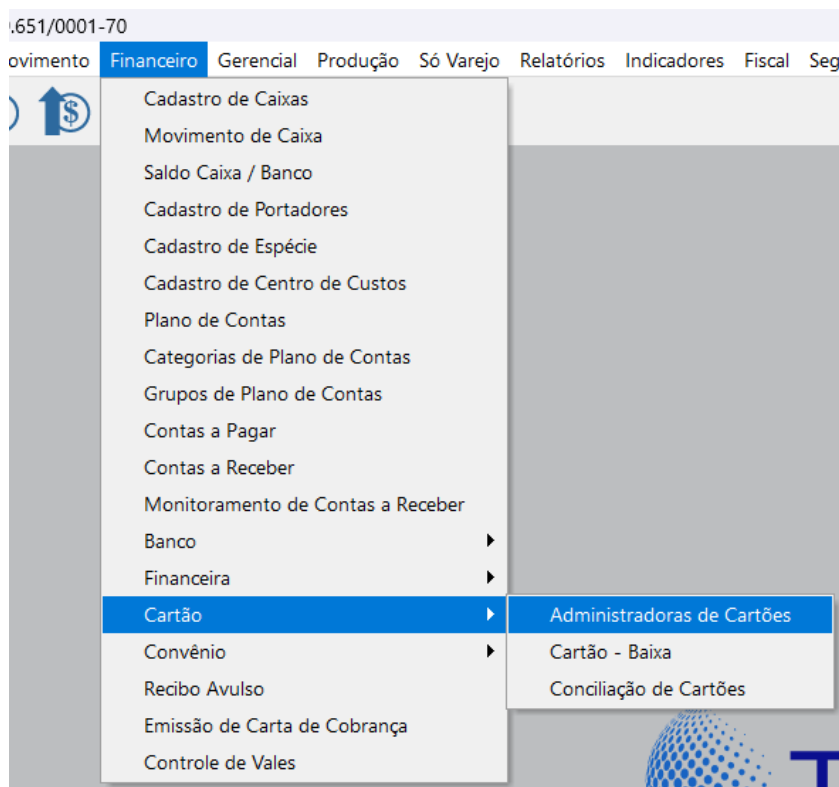 .651/0001-70
ovimento Financeiro Gerencial Produção Só Varejo Relatórios Indicadores Fiscal Seg
$
Cadastro de Caixas
Movimento de Caixa
Saldo Caixa / Banco
Cadastro de Portadores
Cadastro de Espécie
Cadastro de Centro de Custos
Plano de Contas
Categorias de Plano de Contas
Grupos de Plano de Contas
Contas a Pagar
Contas a Receber
Monitoramento de Contas a Receber
Banco
Financeira
Cartão
Administradoras de Cartões
Convênio
Cartão - Baixa
Recibo Avulso
Conciliação de Cartões
Emissão de Carta de Cobrança
Controle de Vales
T